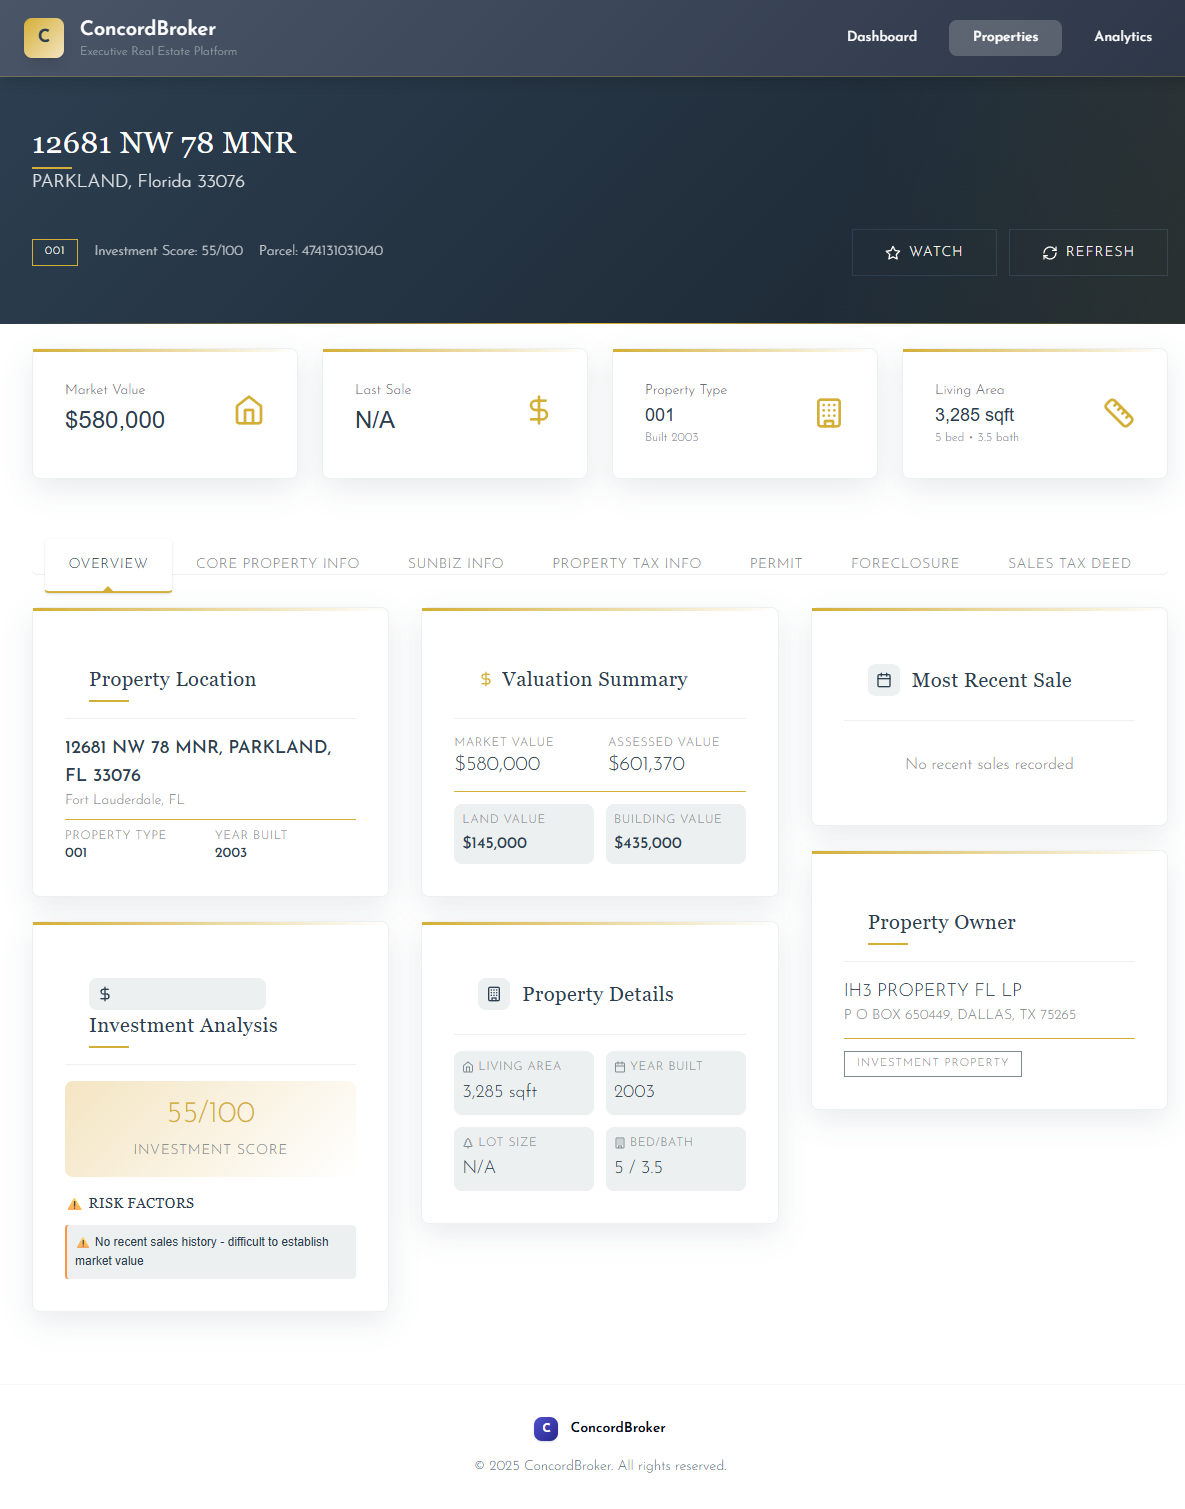 C
ConcordBroker
Executive Real Estate Platform
Dashboard
Properties
Analytics
12681 NW 78 MNR
PARKLAND, Florida 33076
001
Investment Score: 55/100
Parcel: 474131031040
WATCH
REFRESH
Market Value
$580,000
Last Sale
N/A
Property Type
001
Built 2003
Living Area
3,285 sqft
5 bed • 3.5 bath
OVERVIEW
CORE PROPERTY INFO
SUNBIZ INFO
PROPERTY TAX INFO
PERMIT
FORECLOSURE
SALES TAX DEED
Property Location
12681 NW 78 MNR, PARKLAND,
FL 33076
Fort Lauderdale, FL
PROPERTY TYPE
001
YEAR BUILT
2003
Valuation Summary
MARKET VALUE
$580,000
ASSESSED VALUE
$601,370
LAND VALUE
$145,000
BUILDING VALUE
$435,000
Most Recent Sale
No recent sales recorded
Property Owner
IH3 PROPERTY FL LP
P O BOX 650449, DALLAS, TX 75265
INVESTMENT PROPERTY
Investment Analysis
55/100
INVESTMENT SCORE
RISK FACTORS
No recent sales history - difficult to establish
market value
Property Details
LIVING AREA
3,285 sqft
YEAR BUILT
2003
LOT SIZE
N/A
BED/BATH
5 / 3.5
C
ConcordBroker
© 2025 ConcordBroker. All rights reserved.